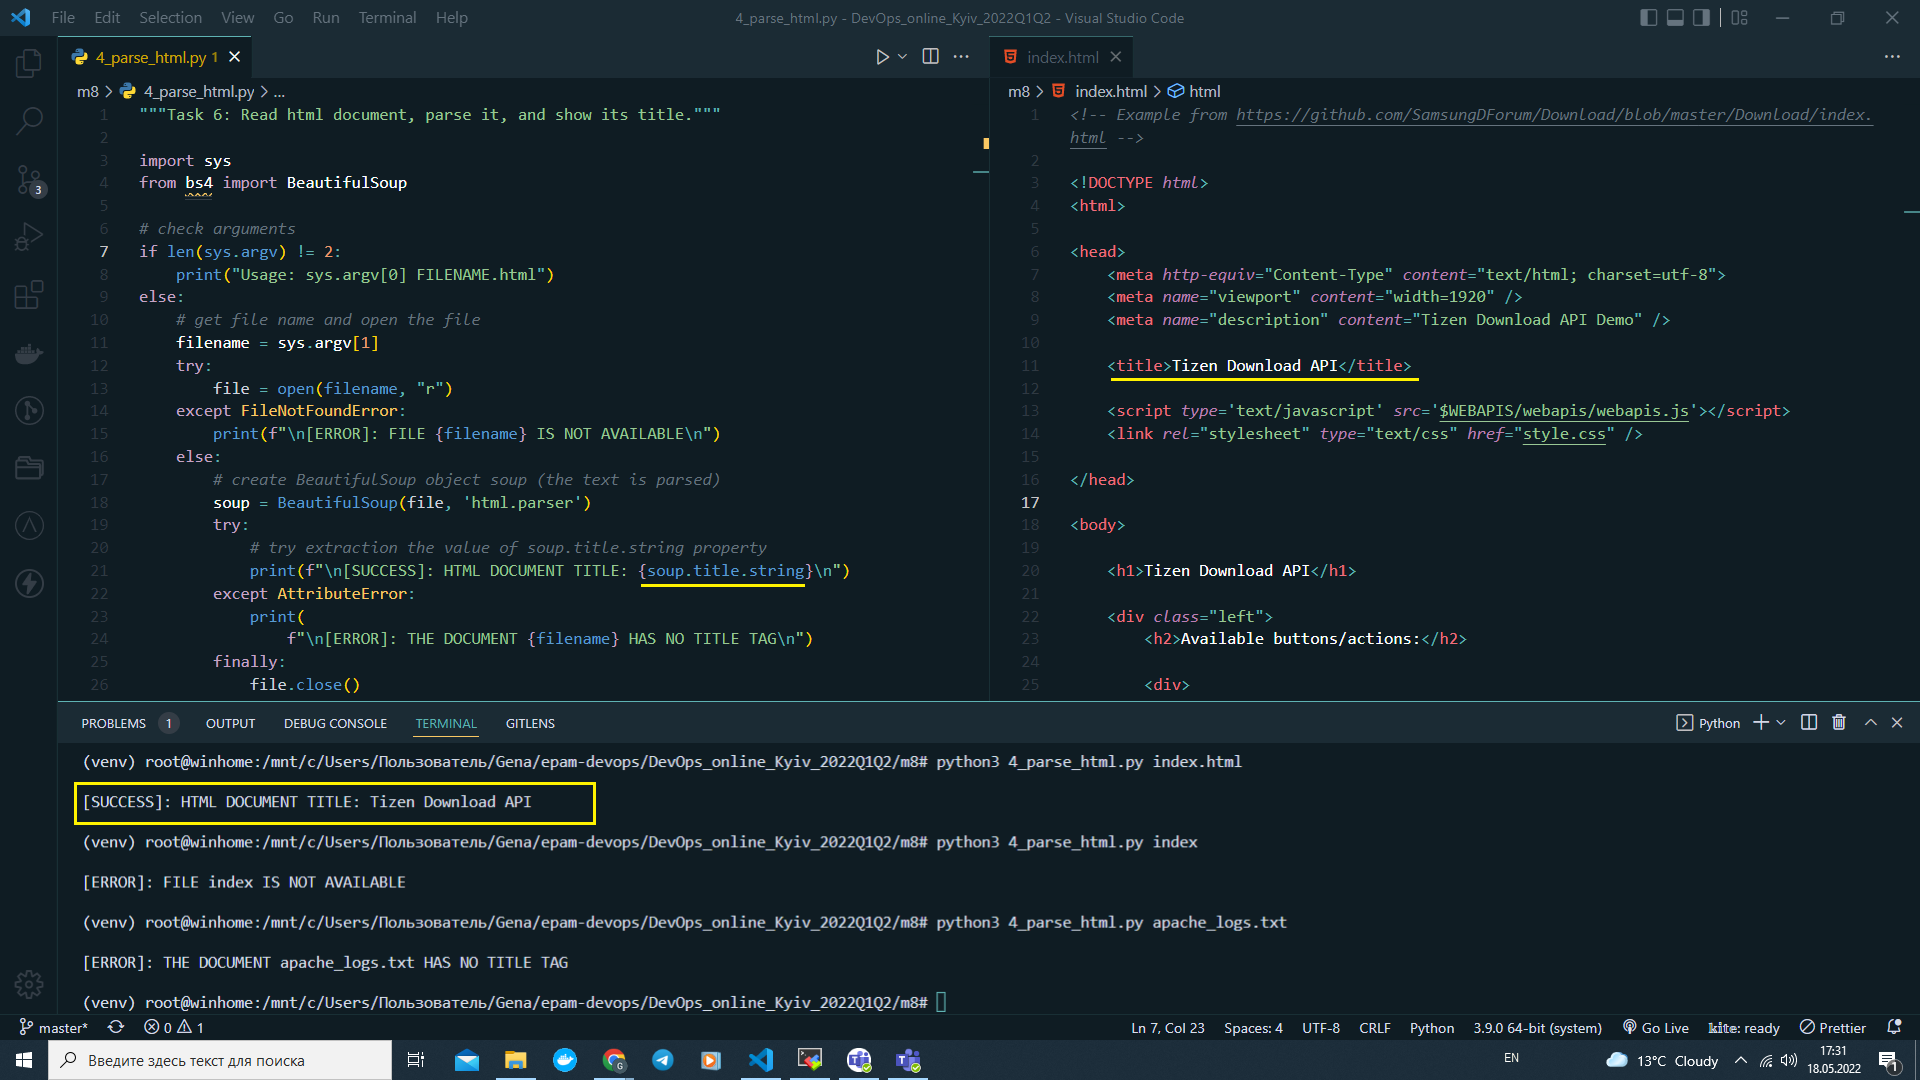 File Edit Selection View Go Run Terminal Help
4_parse_html.py - DevOps_online_Kyiv_2022Q1Q2 - Visual Studio Code
4_parse_html.py 1
m8 > 4_parse_html.py > ...
1 """Task 6: Read html document, parse it, and show its title."""
2
3 import sys
4 from bs4 import BeautifulSoup
5
6 # check arguments
7 if len(sys.argv) != 2:
8 print("Usage: sys.argv[0] FILENAME.html")
9 else:
10 # get file name and open the file
11 filename = sys.argv[1]
12 try:
13 file = open(filename, "r")
14 except FileNotFoundError:
15 print(f"\n[ERROR]: FILE {filename} IS NOT AVAILABLE\n")
16 else:
17 # create BeautifulSoup object soup (the text is parsed)
18 soup = BeautifulSoup(file, 'html.parser')
19 try:
20 # try extraction the value of soup.title.string property
21 print(f"\n[SUCCESS]: HTML DOCUMENT TITLE: {soup.title.string}\n")
22 except AttributeError:
23 print(
24 f"\n[ERROR]: THE DOCUMENT {filename} HAS NO TITLE TAG\n")
25 finally:
26 file.close()
index.html
m8 > index.html > html
1 <!-- Example from https://github.com/SamsungDForum/Download/blob/master/Download/index.
html -->
2
3 <!DOCTYPE html>
4 <html>
5
6 <head>
7 <meta http-equiv="Content-Type" content="text/html; charset=utf-8">
8 <meta name="viewport" content="width=1920" />
9 <meta name="description" content="Tizen Download API Demo" />
10
11 <title>Tizen Download API</title>
12
13 <script type='text/javascript' src='$WEBAPIS/webapis/webapis.js'></script>
14 <link rel="stylesheet" type="text/css" href="style.css" />
15
16 </head>
17
18 <body>
19
20 <h1>Tizen Download API</h1>
21
22 <div class="left">
23 <h2>Available buttons/actions:</h2>
24
25 <div>
3
PROBLEMS 1 OUTPUT DEBUG CONSOLE TERMINAL GITLENS
Python
(venv) root@winhome:/mnt/c/Users/Пользователь/Gena/epam-devops/DevOps_online_Kyiv_2022Q1Q2/m8# python3 4_parse_html.py index.html
[SUCCESS]: HTML DOCUMENT TITLE: Tizen Download API
(venv) root@winhome:/mnt/c/Users/Пользователь/Gena/epam-devops/DevOps_online_Kyiv_2022Q1Q2/m8# python3 4_parse_html.py index
[ERROR]: FILE index IS NOT AVAILABLE
(venv) root@winhome:/mnt/c/Users/Пользователь/Gena/epam-devops/DevOps_online_Kyiv_2022Q1Q2/m8# python3 4_parse_html.py apache_logs.txt
[ERROR]: THE DOCUMENT apache_logs.txt HAS NO TITLE TAG
(venv) root@winhome:/mnt/c/Users/Пользователь/Gena/epam-devops/DevOps_online_Kyiv_2022Q1Q2/m8#
master* 0 1 Ln 7, Col 23 Spaces: 4 UTF-8 CRLF Python 3.9.0 64-bit (system) Go Live kite: ready Prettier
Введите здесь текст для поиска
EN
13°C Cloudy
17:31
18.05.2022
1